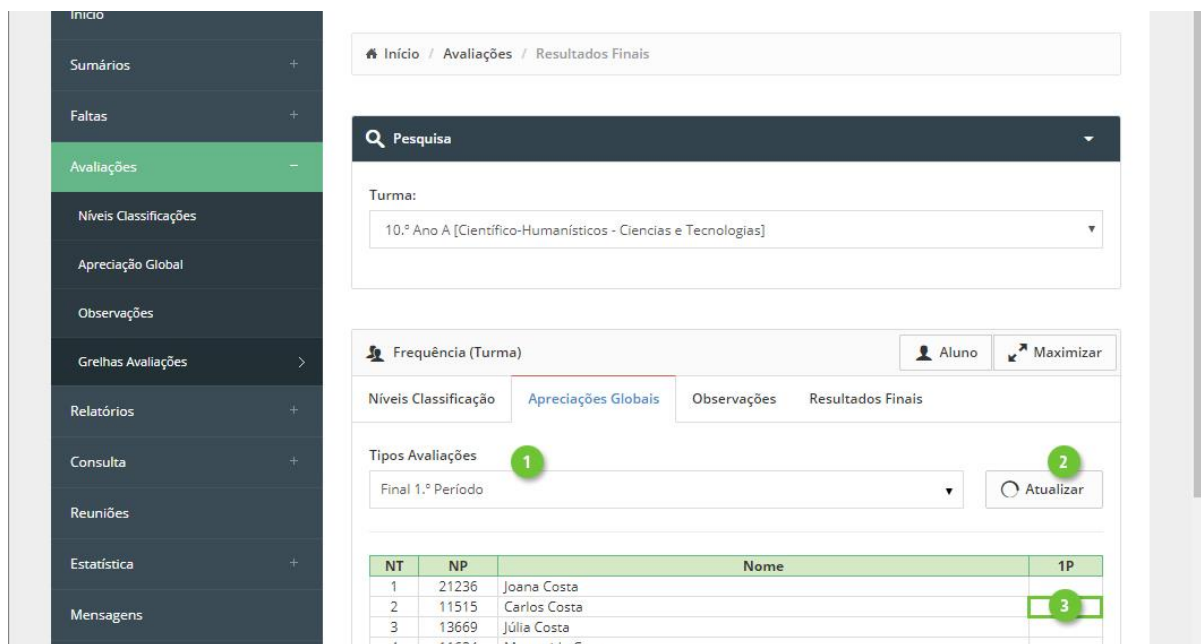 Início
Sumários +
Faltas +
Avaliações −
Níveis Classificações
Apreciação Global
Observações
Grelhas Avaliações
Relatórios +
Consulta +
Reuniões
Estatística +
Mensagens
Início / Avaliações / Resultados Finais
Pesquisa
Turma:
10.º Ano A [Científico-Humanísticos - Ciencias e Tecnologias]
Frequência (Turma) Aluno Maximizar
Níveis Classificação Apreciações Globais Observações Resultados Finais
Tipos Avaliações 1 2
Final 1.º Período Atualizar
NT NP Nome 1P
1 21236 Joana Costa
2 11515 Carlos Costa 3
3 13669 Júlia Costa